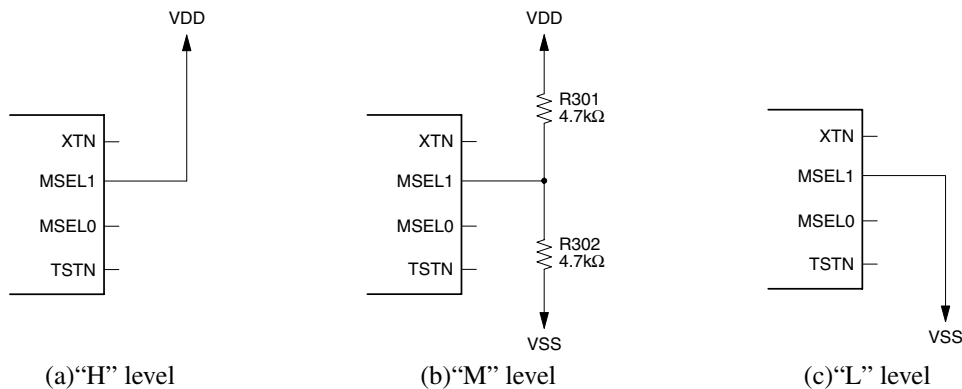 VDD
XTN
MSEL1
MSEL0
TSTN
(a)“H” level
VDD
R301
4.7kΩ
XTN
MSEL1
MSEL0
TSTN
R302
4.7kΩ
VSS
(b)“M” level
XTN
MSEL1
MSEL0
TSTN
VSS
(c)“L” level